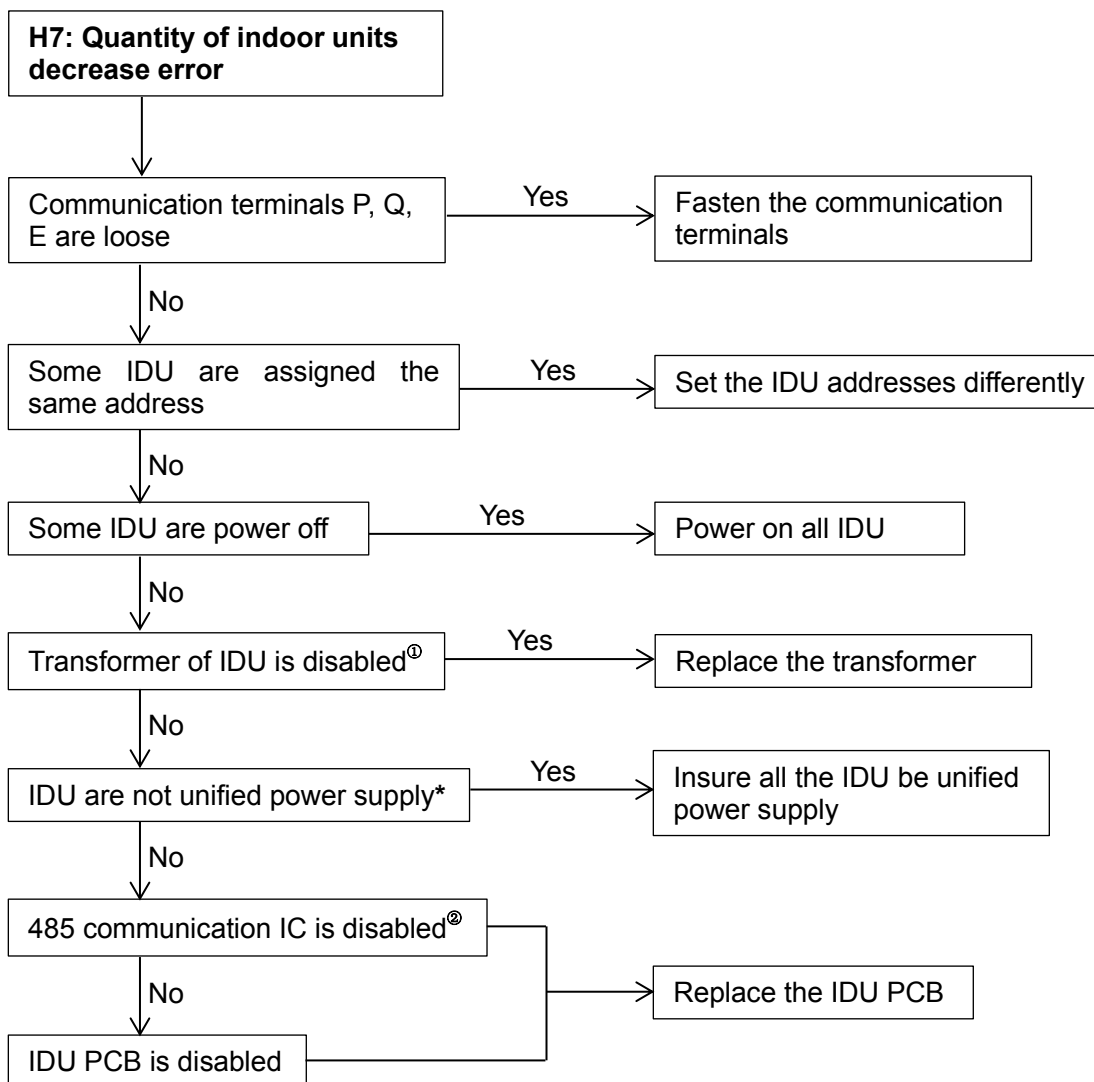 H7: Quantity of indoor units
decrease error
Communication terminals P, Q,
E are loose
Yes
Fasten the communication
terminals
No
Some IDU are assigned the
same address
Yes
Set the IDU addresses differently
No
Some IDU are power off
Yes
Power on all IDU
No
Transformer of IDU is disabled①
Yes
Replace the transformer
No
IDU are not unified power supply*
Yes
Insure all the IDU be unified
power supply
No
485 communication IC is disabled②
No
Replace the IDU PCB
IDU PCB is disabled